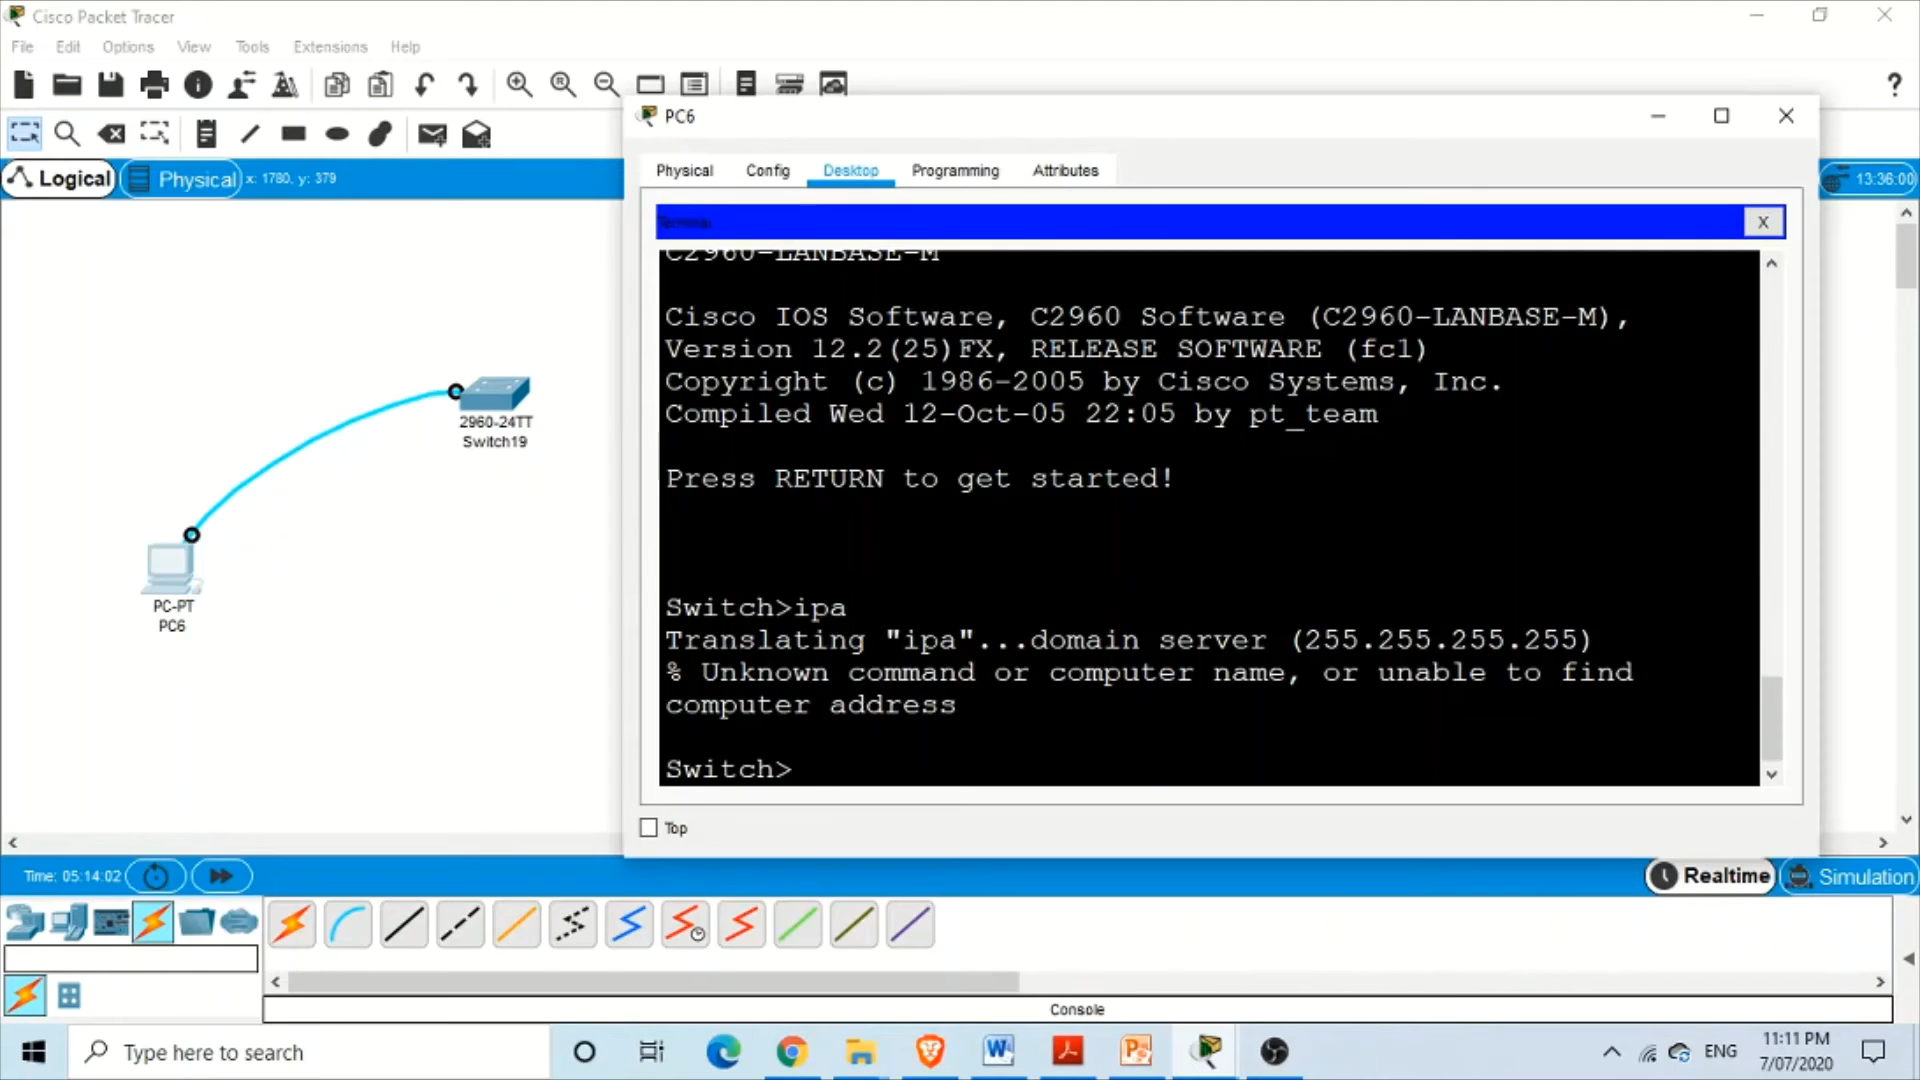 Cisco Packet Tracer
File Edit Options View Tools Extensions Help
?
PC6
Physical Config Desktop Programming Attributes
Logical Physical x: 1780, y: 379
13:36:00
Terminal X
C2960-LANBASE-M
Cisco IOS Software, C2960 Software (C2960-LANBASE-M),
Version 12.2(25)FX, RELEASE SOFTWARE (fc1)
Copyright (c) 1986-2005 by Cisco Systems, Inc.
Compiled Wed 12-Oct-05 22:05 by pt_team
Press RETURN to get started!
Switch>ipa
Translating "ipa"...domain server (255.255.255.255)
% Unknown command or computer name, or unable to find
computer address
Switch>
Top
2960-24TT
Switch19
PC-PT
PC6
Time: 05:14:02
Realtime Simulation
Console
Type here to search
ENG
11:11 PM
7/07/2020